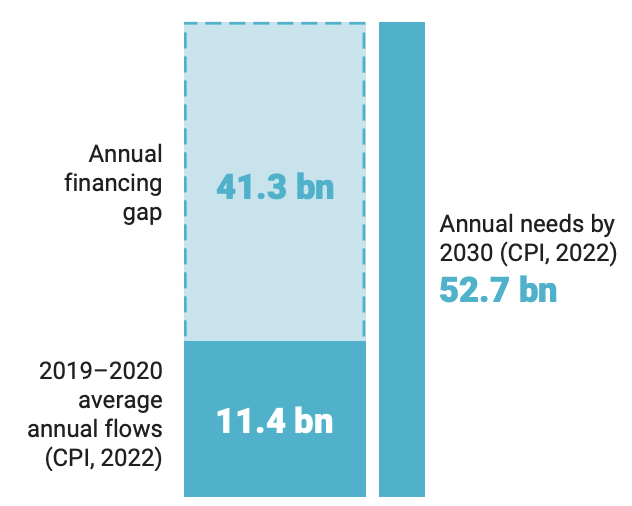 Annual
financing
gap
41.3 bn
Annual needs by
2030 (CPI, 2022)
52.7 bn
2019–2020
average
annual flows
(CPI, 2022)
11.4 bn